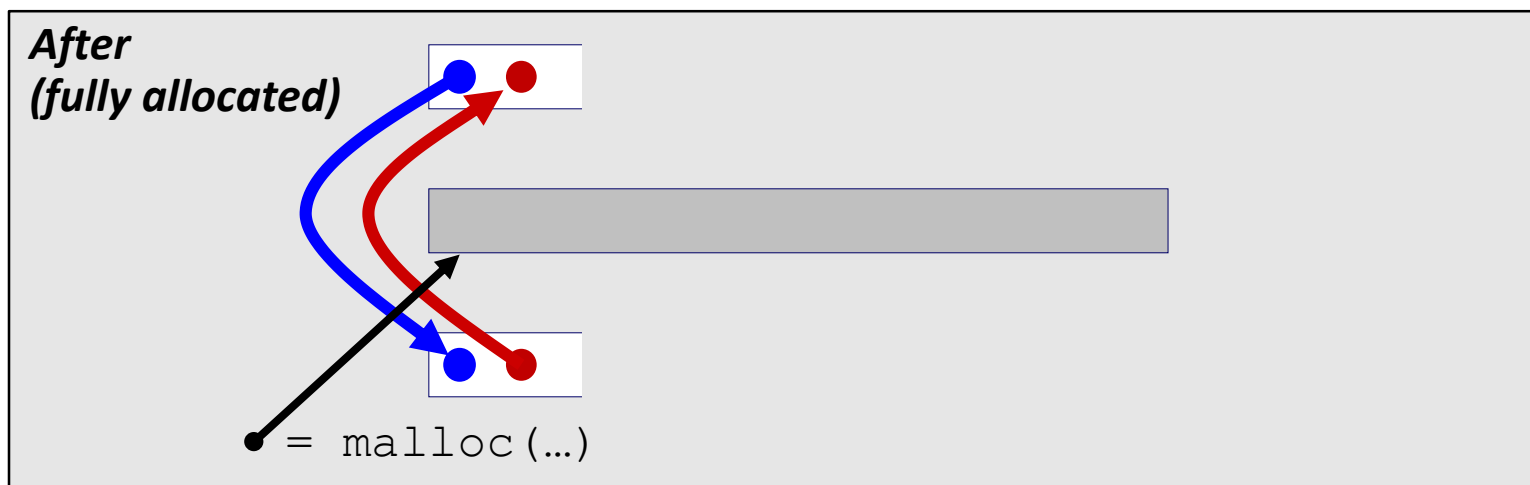 After
(fully allocated)
= malloc(…)